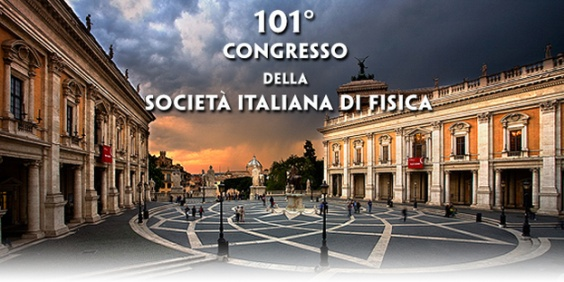 101°
CONGRESSO
DELLA
SOCIETÀ ITALIANA DI FISICA